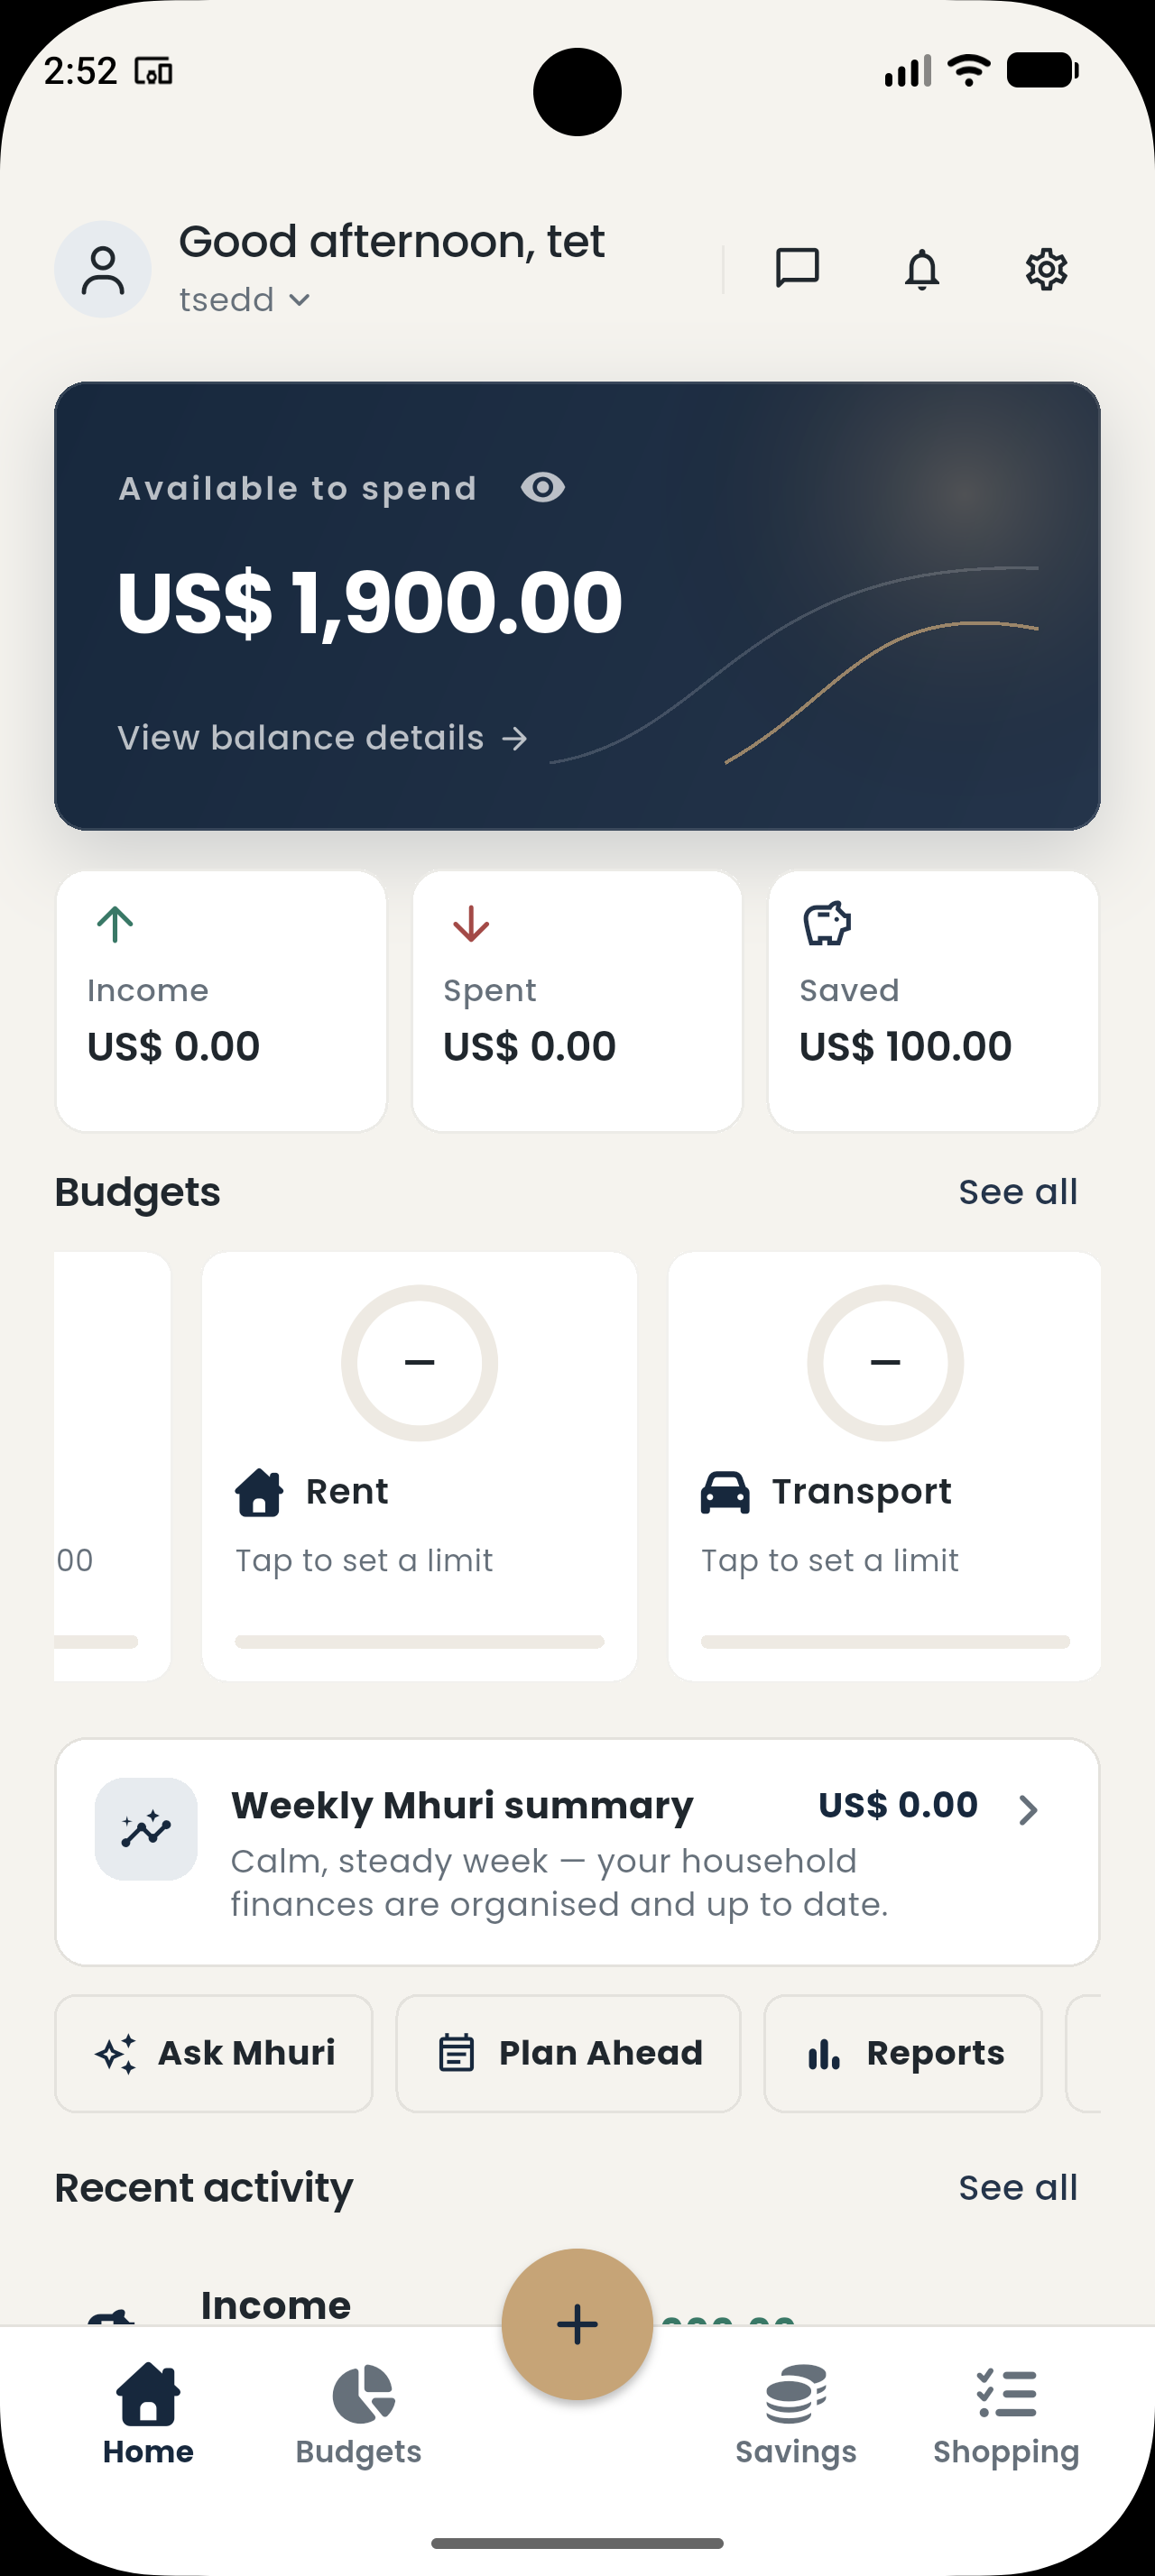 2:52
Good afternoon, tet
tsedd
Available to spend
US$ 1,900.00
View balance details →
Income
US$ 0.00
Spent
US$ 0.00
Saved
US$ 100.00
Budgets
See all
00
–
Rent
Tap to set a limit
–
Transport
Tap to set a limit
Weekly Mhuri summary
US$ 0.00
Calm, steady week — your household
finances are organised and up to date.
Ask Mhuri
Plan Ahead
Reports
Recent activity
See all
Income
Home
Budgets
Savings
Shopping